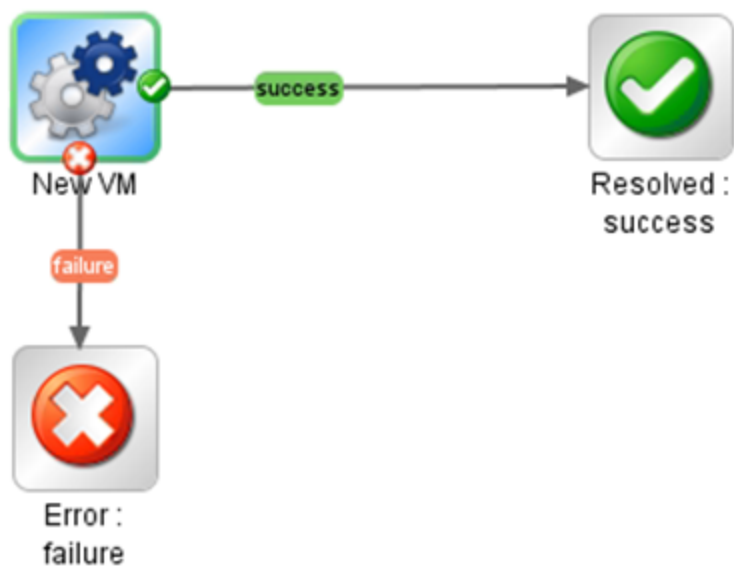 success
New VM
Resolved :
success
failure
Error :
failure